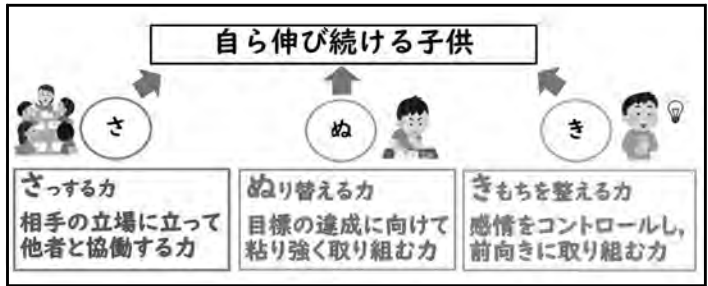 自ら伸び続ける子供
さ
ぬ
き
さっする力
相手の立場に立って
他者と協働する力
ぬり替える力
目標の達成に向けて
粘り強く取り組む力
きもちを整える力
感情をコントロールし，
前向きに取り組む力